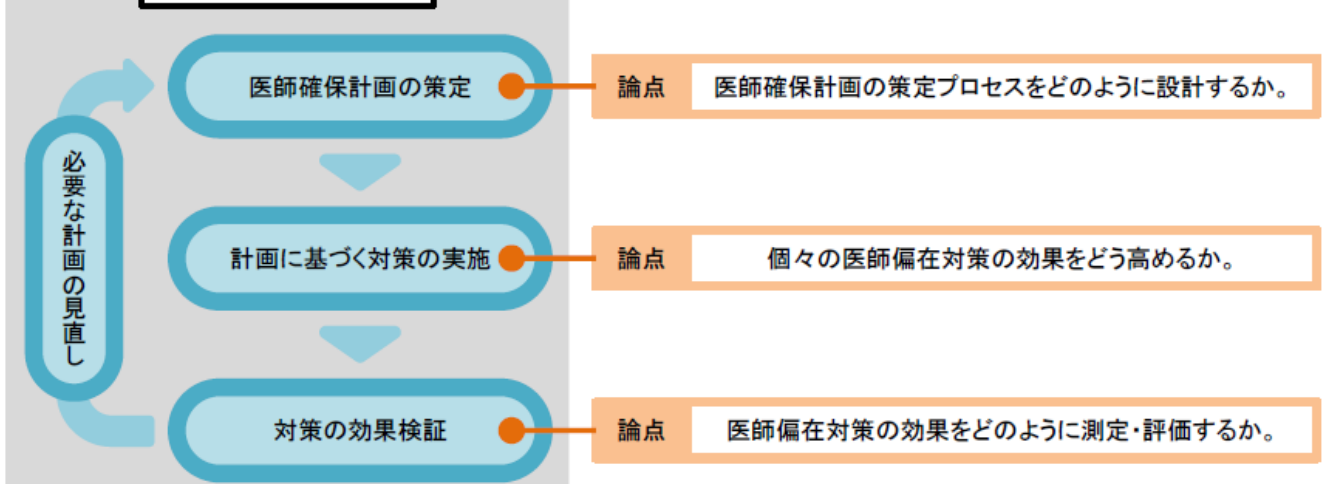 医師確保計画の策定
論点
医師確保計画の策定プロセスをどのように設計するか。
必要な計画の見直し
計画に基づく対策の実施
論点
個々の医師偏在対策の効果をどう高めるか。
対策の効果検証
論点
医師偏在対策の効果をどのように測定・評価するか。